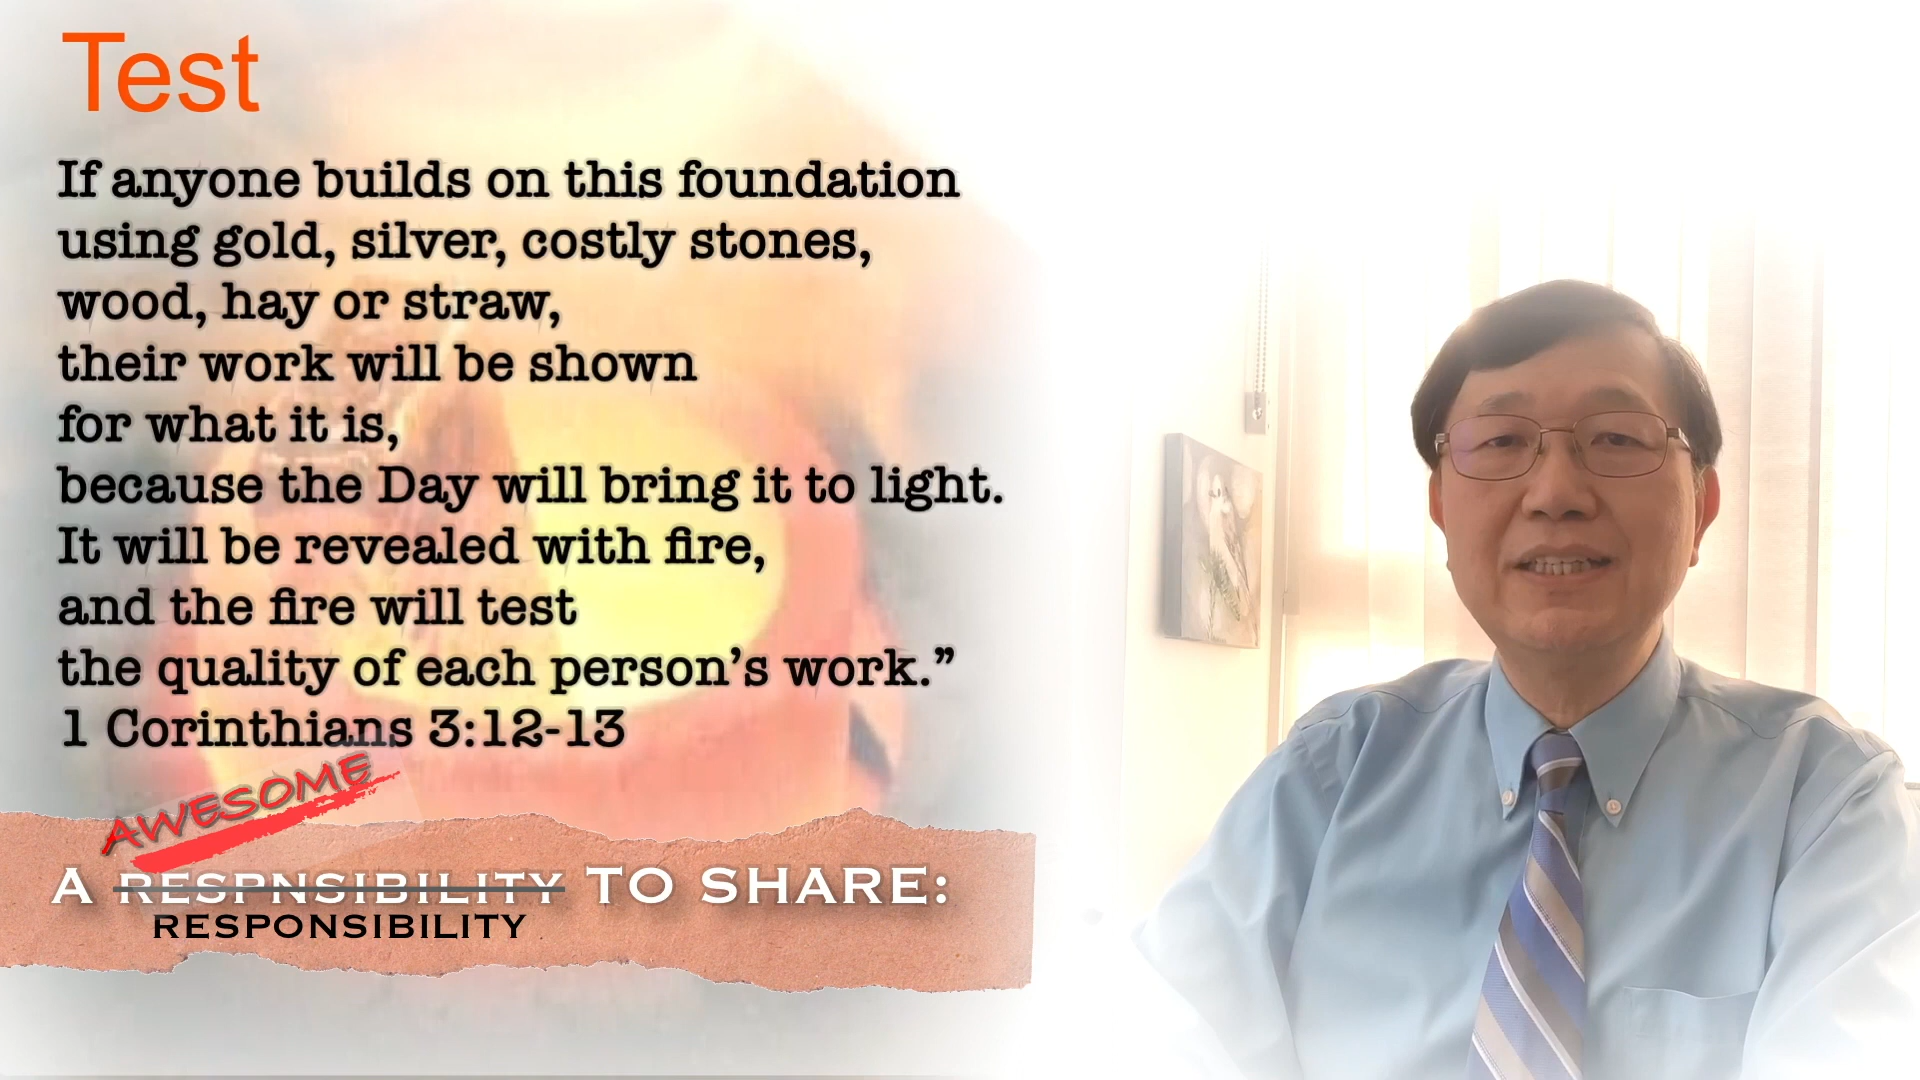 Test
If anyone builds on this foundation
using gold, silver, costly stones,
wood, hay or straw,
their work will be shown
for what it is,
because the Day will bring it to light.
It will be revealed with fire,
and the fire will test
the quality of each person’s work.”
1 Corinthians 3:12-13
AWESOME
A RESPNSIBILITY TO SHARE:
RESPONSIBILITY